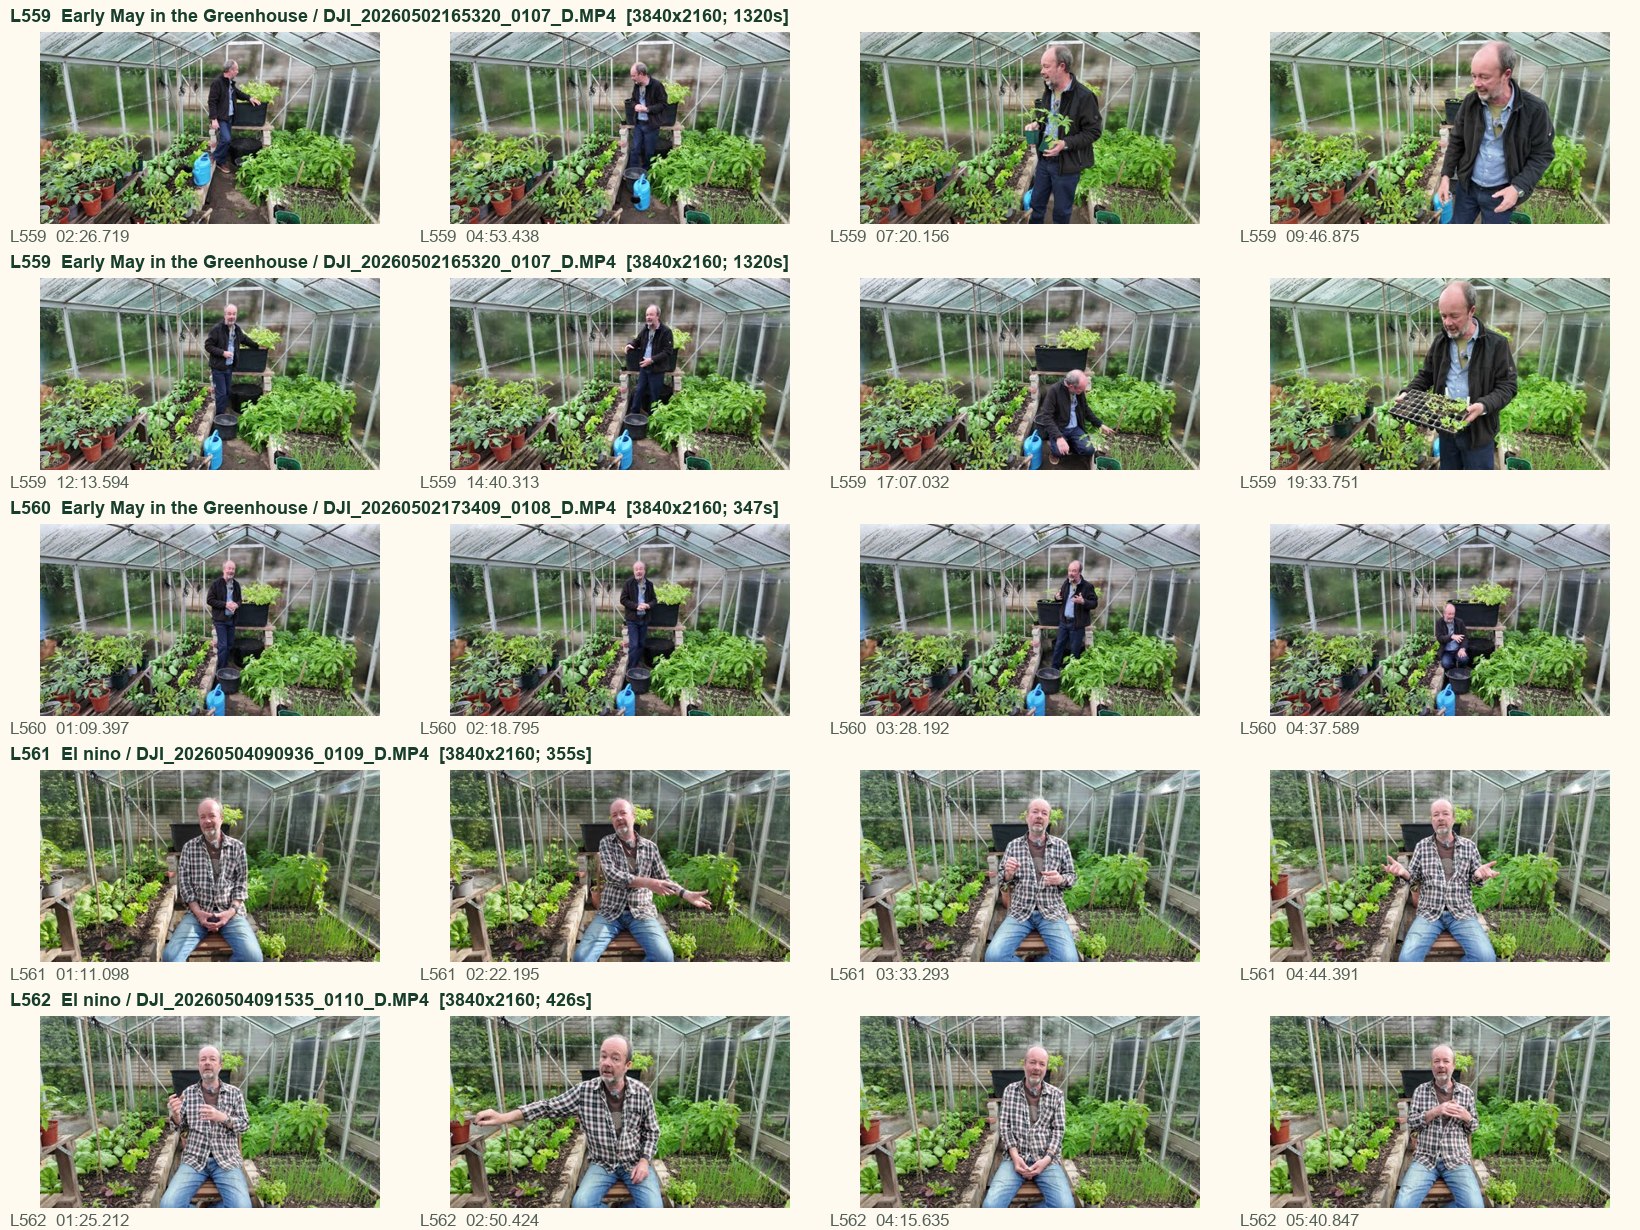 L559 Early May in the Greenhouse / DJI_20260502165320_0107_D.MP4 [3840x2160; 1320s]
L559 02:26.719
L559 04:53.438
L559 07:20.156
L559 09:46.875
L559 Early May in the Greenhouse / DJI_20260502165320_0107_D.MP4 [3840x2160; 1320s]
L559 12:13.594
L559 14:40.313
L559 17:07.032
L559 19:33.751
L560 Early May in the Greenhouse / DJI_20260502173409_0108_D.MP4 [3840x2160; 347s]
L560 01:09.397
L560 02:18.795
L560 03:28.192
L560 04:37.589
L561 El nino / DJI_20260504090936_0109_D.MP4 [3840x2160; 355s]
L561 01:11.098
L561 02:22.195
L561 03:33.293
L561 04:44.391
L562 El nino / DJI_20260504091535_0110_D.MP4 [3840x2160; 426s]
L562 01:25.212
L562 02:50.424
L562 04:15.635
L562 05:40.847